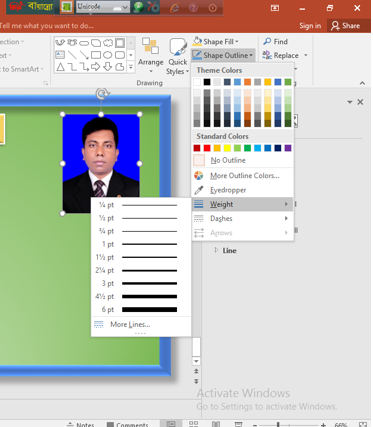 বাংলা
Unicode
Tell me what you want to do...
Sign in
Share
Shape Fill
Shape Outline
Find
Replace
Arrange
Quick Styles
Drawing
to SmartArt
Theme Colors
Standard Colors
No Outline
More Outline Colors...
Eyedropper
Weight
Dashes
Arrows
Line
¼ pt
½ pt
¾ pt
1 pt
1½ pt
2¼ pt
3 pt
4½ pt
6 pt
More Lines...
Activate Windows
Go to Settings to activate Windows.
Notes
Comments
66%